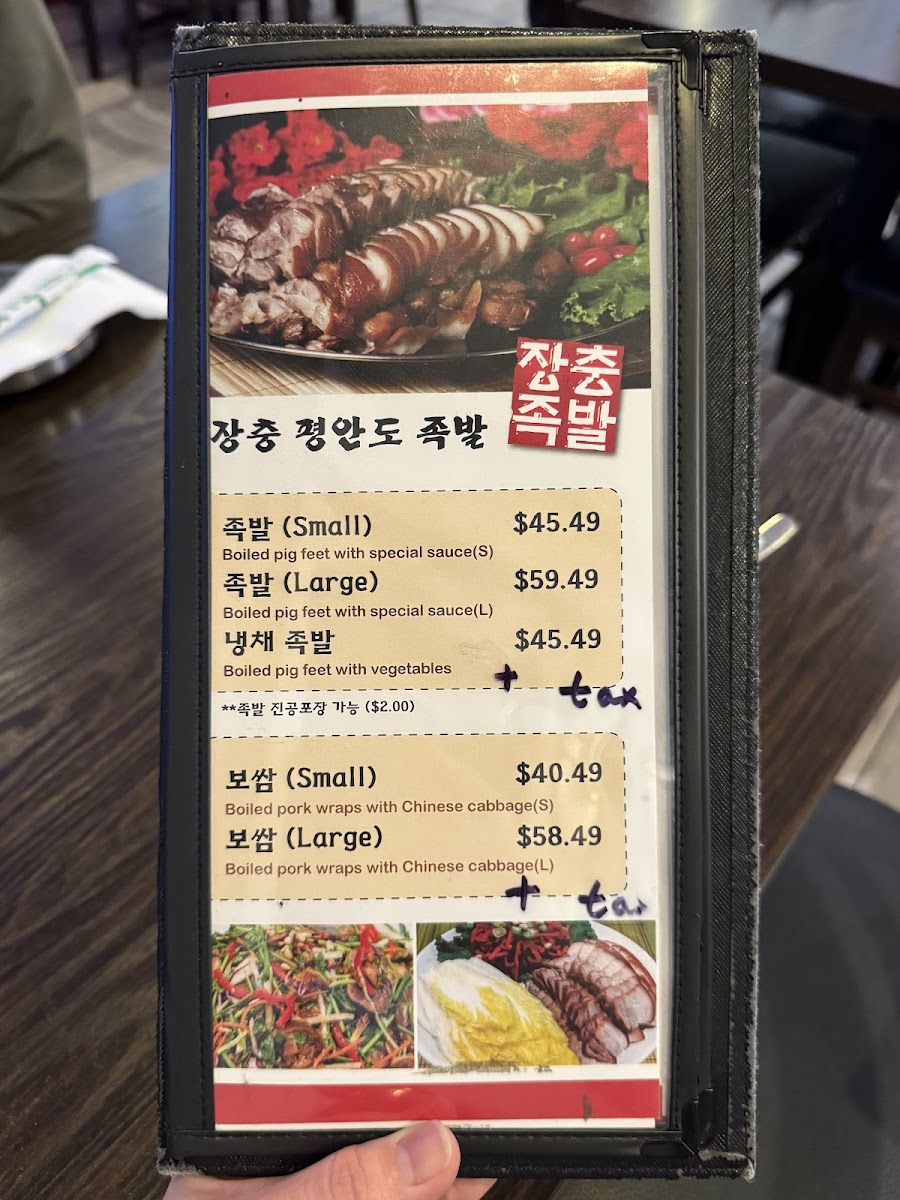 장충
족발
장충 평안도 족발
족발 (Small) $45.49
Boiled pig feet with special sauce(S)
족발 (Large) $59.49
Boiled pig feet with special sauce(L)
냉채 족발 $45.49
Boiled pig feet with vegetables
+ tax
**족발 진공포장 가능 ($2.00)
보쌈 (Small) $40.49
Boiled pork wraps with Chinese cabbage(S)
보쌈 (Large) $58.49
Boiled pork wraps with Chinese cabbage(L)
+